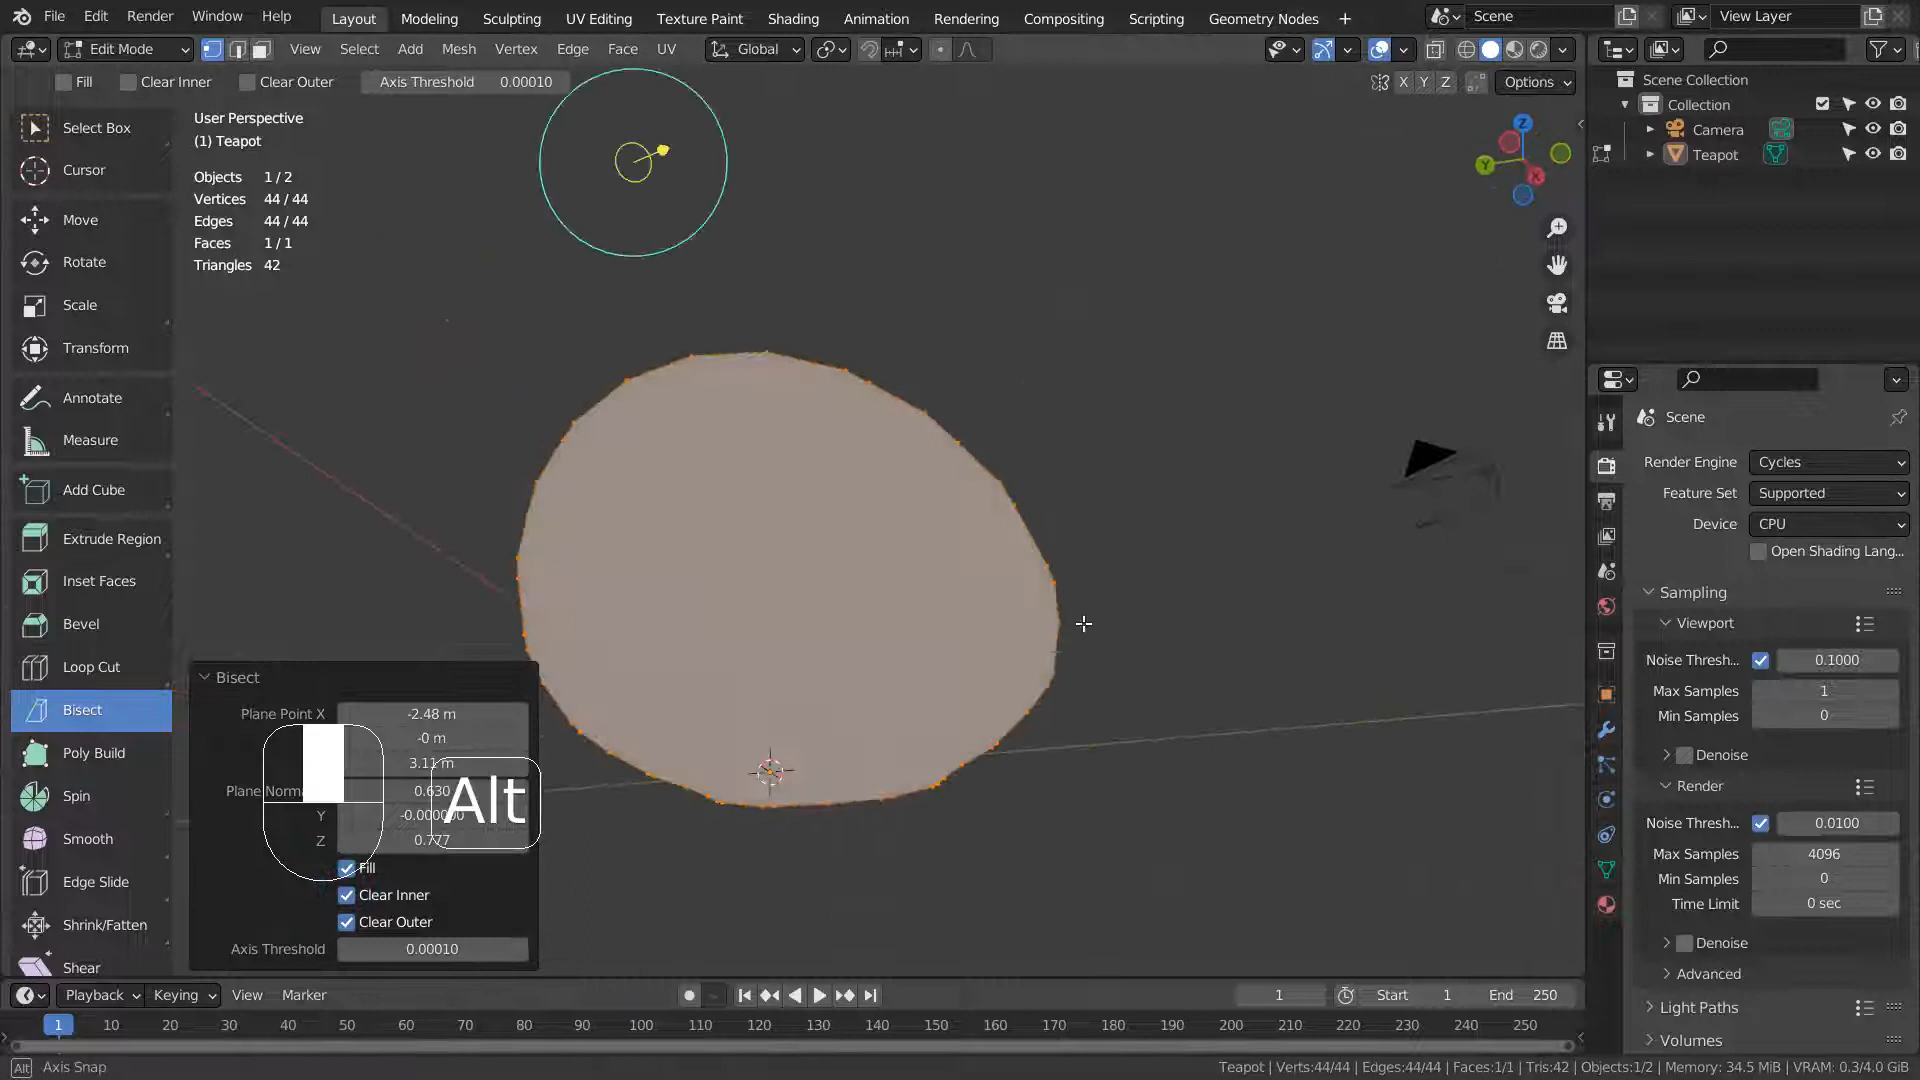 File Edit Render Window Help Layout Modeling Sculpting UV Editing Texture Paint Shading Animation Rendering Compositing Scripting Geometry Nodes + Scene View Layer
Edit Mode View Select Add Mesh Vertex Edge Face UV Global
Fill Clear Inner Clear Outer Axis Threshold 0.00010 X Y Z Options
User Perspective
(1) Teapot
Objects 1 / 2
Vertices 44 / 44
Edges 44 / 44
Faces 1 / 1
Triangles 42
Select Box
Cursor
Move
Rotate
Scale
Transform
Annotate
Measure
Add Cube
Extrude Region
Inset Faces
Bevel
Loop Cut
Bisect
Poly Build
Spin
Smooth
Edge Slide
Shrink/Fatten
Shear
Z
Y
X
Bisect
Plane Point X -2.48 m
-0 m
3.11 m
0.630
Y
Z 0.777
Alt
Fill
Clear Inner
Clear Outer
Axis Threshold 0.00010
Scene Collection
Collection
Camera
Teapot
Scene
Render Engine Cycles
Feature Set Supported
Device CPU
Open Shading Lang...
Sampling
Viewport
Noise Thresh... 0.1000
Max Samples 1
Min Samples 0
Denoise
Render
Noise Thresh... 0.0100
Max Samples 4096
Min Samples 0
Time Limit 0 sec
Denoise
Advanced
Light Paths
Volumes
Playback Keying View Marker 1 Start 1 End 250
1 10 20 30 40 50 60 70 80 90 100 110 120 130 140 150 160 170 180 190 200 210 220 230 240 250
Alt Axis Snap Teapot | Verts:44/44 | Edges:44/44 | Faces:1/1 | Tris:42 | Objects:1/2 | Memory: 34.5 MiB | VRAM: 0.3/4.0 GiB